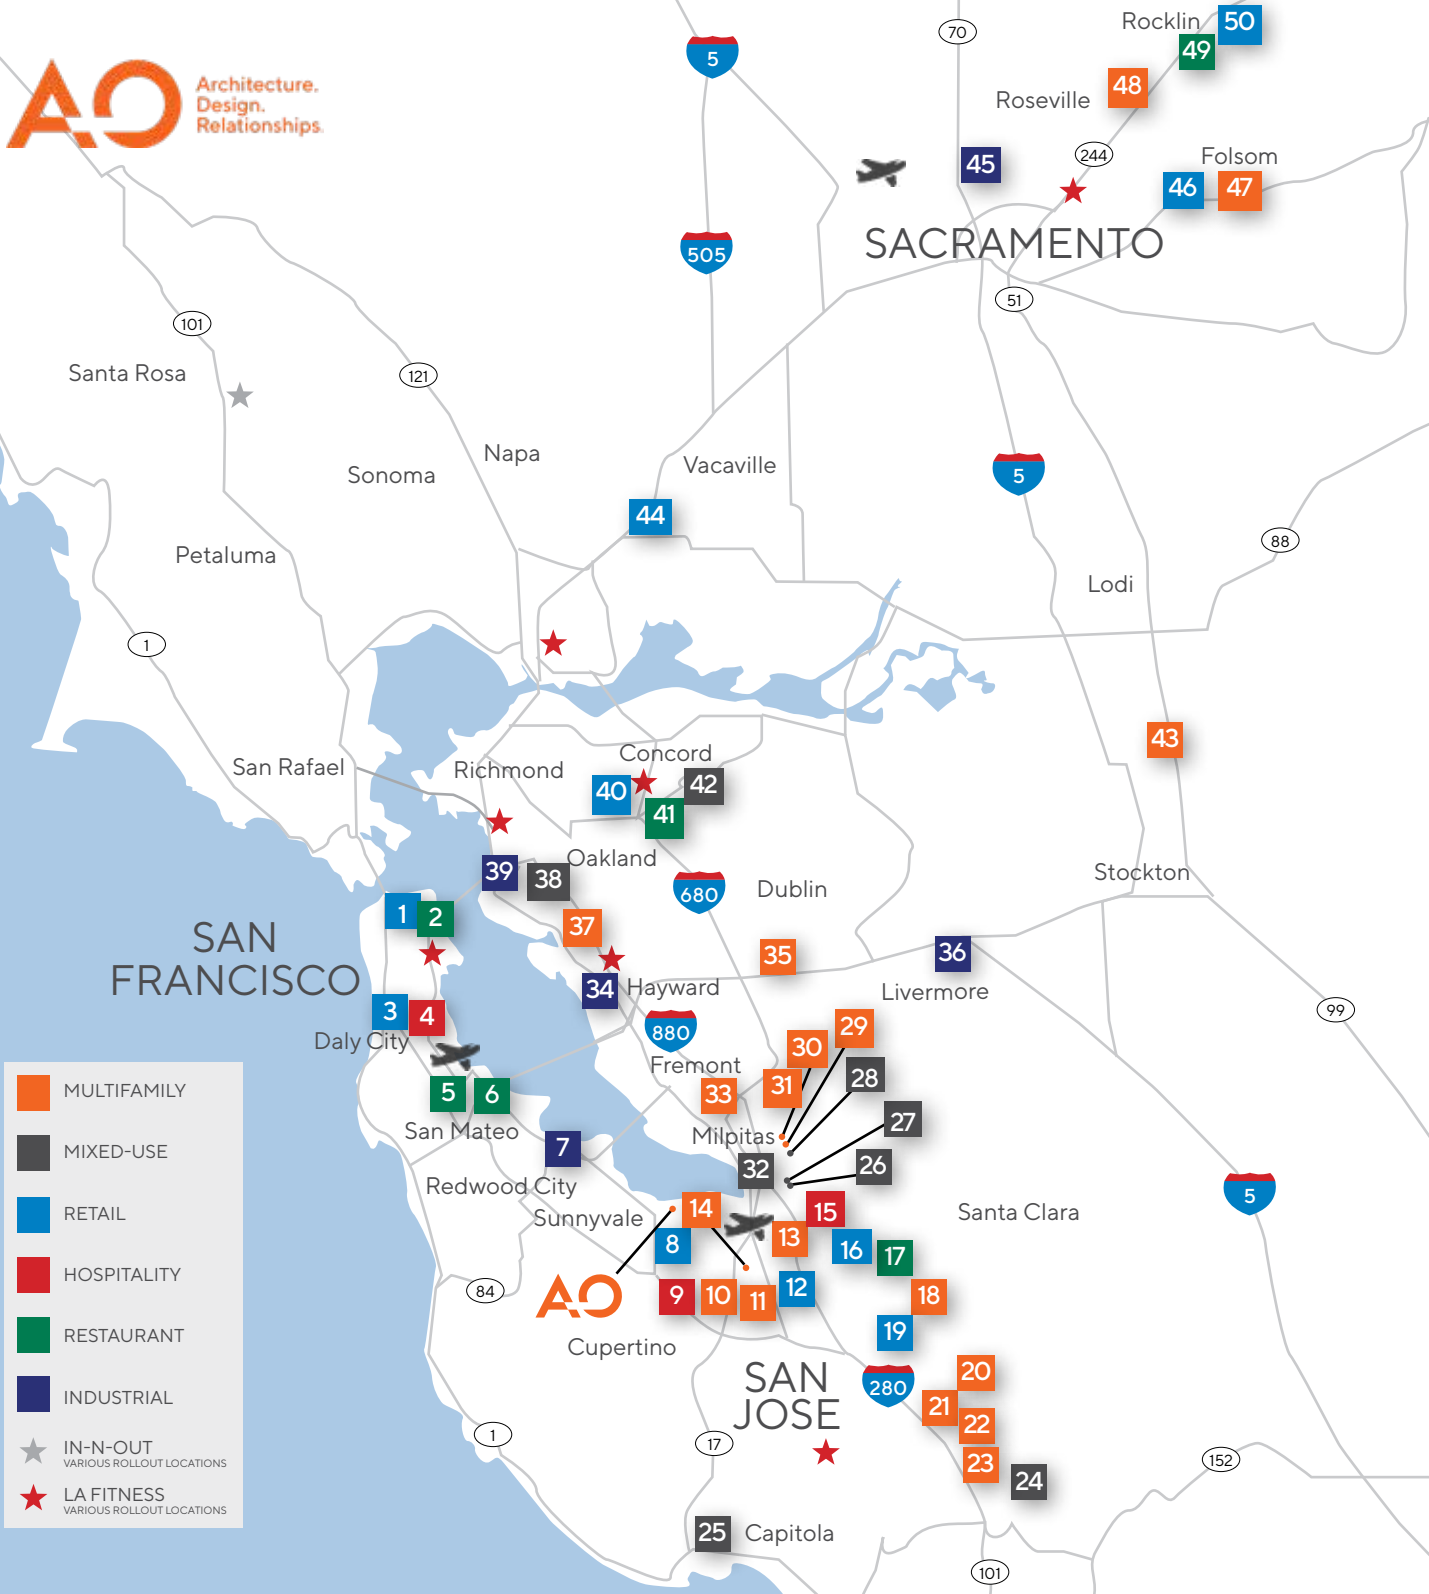 AO
Architecture.
Design.
Relationships.
5
70
Rocklin
50
49
48
Roseville
244
45
Folsom
46
47
SACRAMENTO
505
51
101
Santa Rosa
121
Napa
Sonoma
Vacaville
5
44
Petaluma
88
Lodi
1
43
San Rafael
Richmond
Concord
40
42
41
Oakland
39
38
680
Dublin
Stockton
1
2
37
SAN
FRANCISCO
35
36
34
Hayward
Livermore
3
4
Daly City
880
29
30
99
Fremont
28
5
6
33
31
27
San Mateo
Milpitas
7
32
26
Redwood City
5
Sunnyvale
14
15
Santa Clara
8
13
16
17
84
AO
9
10
11
12
18
19
Cupertino
SAN
JOSE
280
20
21
22
1
17
23
24
152
25
Capitola
101
MULTIFAMILY
MIXED-USE
RETAIL
HOSPITALITY
RESTAURANT
INDUSTRIAL
IN-N-OUT
VARIOUS ROLLOUT LOCATIONS
LA FITNESS
VARIOUS ROLLOUT LOCATIONS